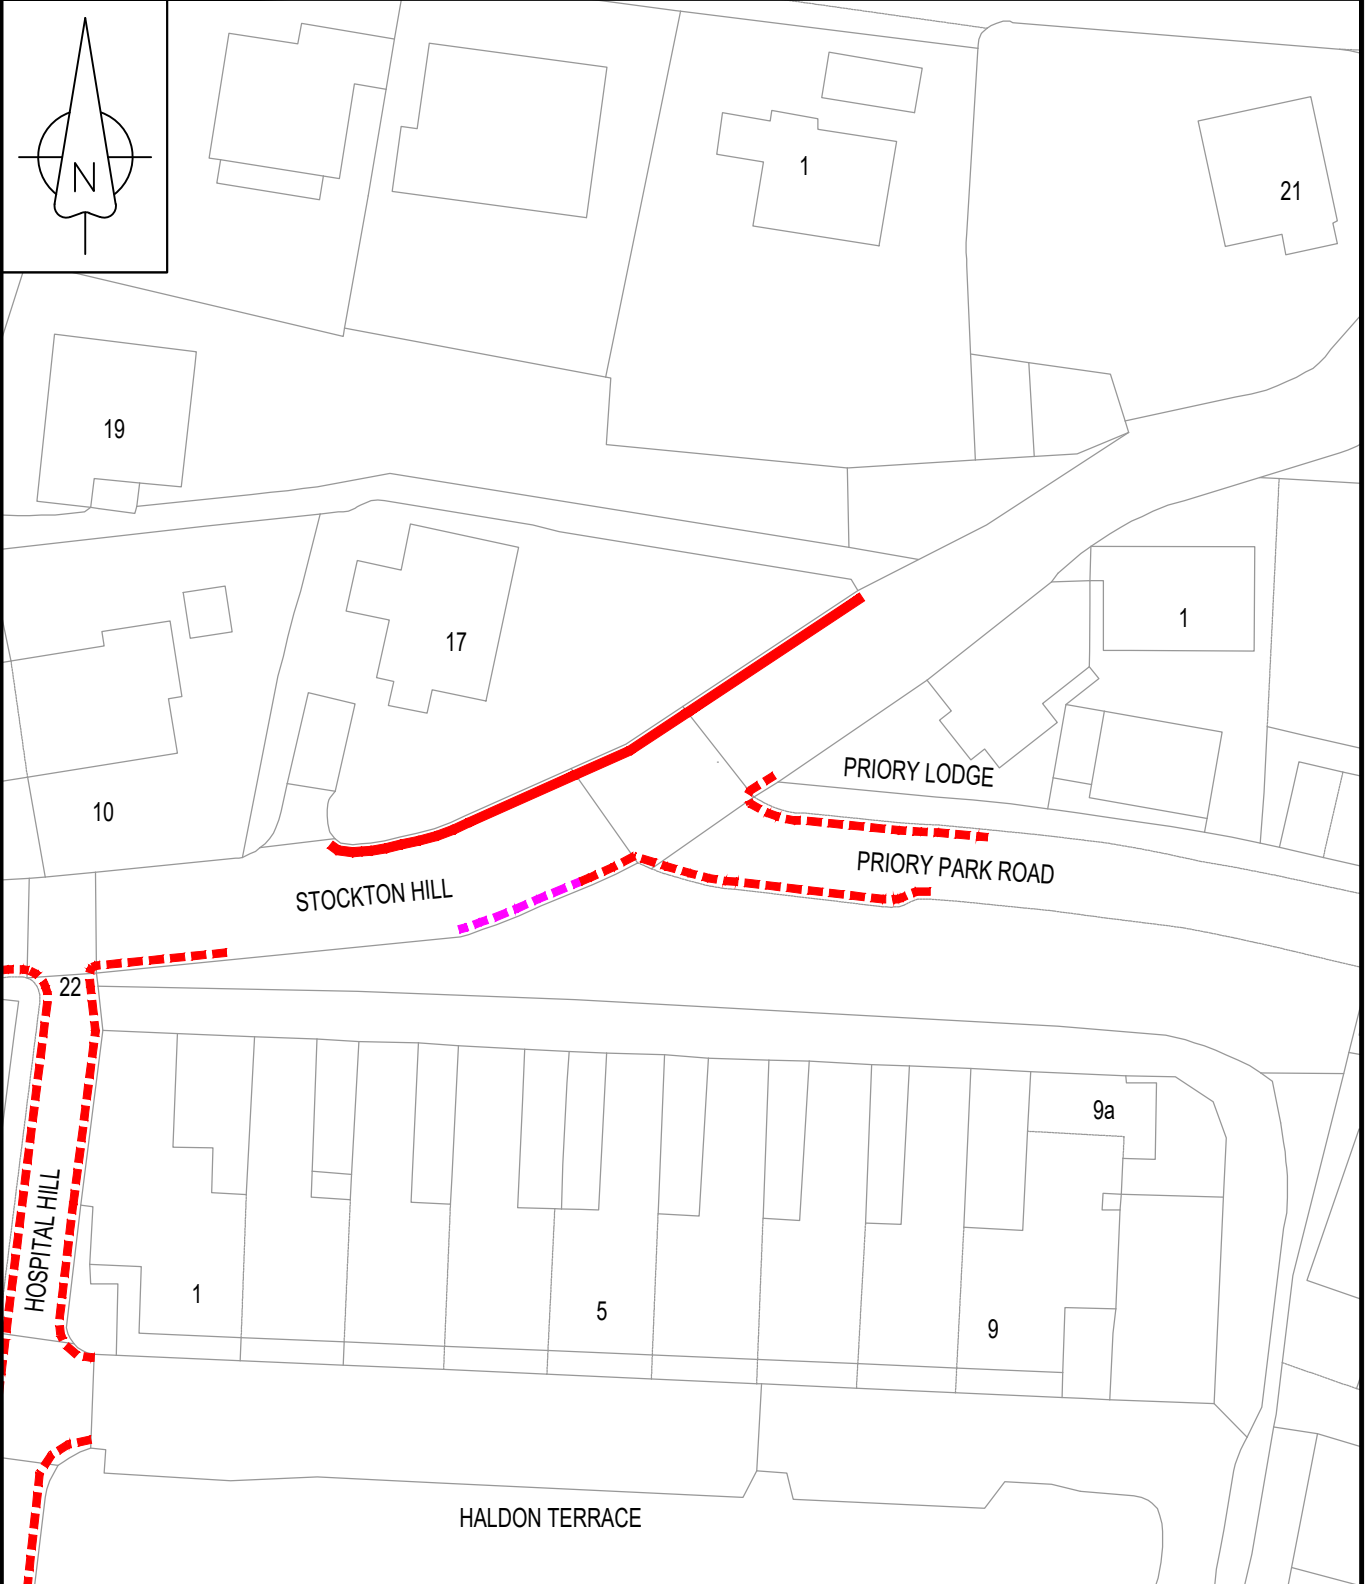 N
1
21
19
17
1
10
PRIORY LODGE
PRIORY PARK ROAD
STOCKTON HILL
22
9a
HOSPITAL HILL
1
5
9
HALDON TERRACE